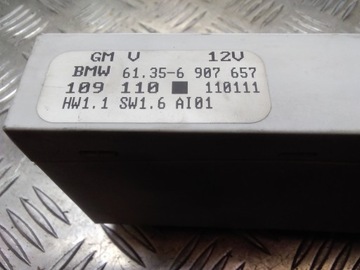 GM V 12V
BMW 61.35-6 907 657
109 110 ■ 110111
HW1.1 SW1.6 AI01